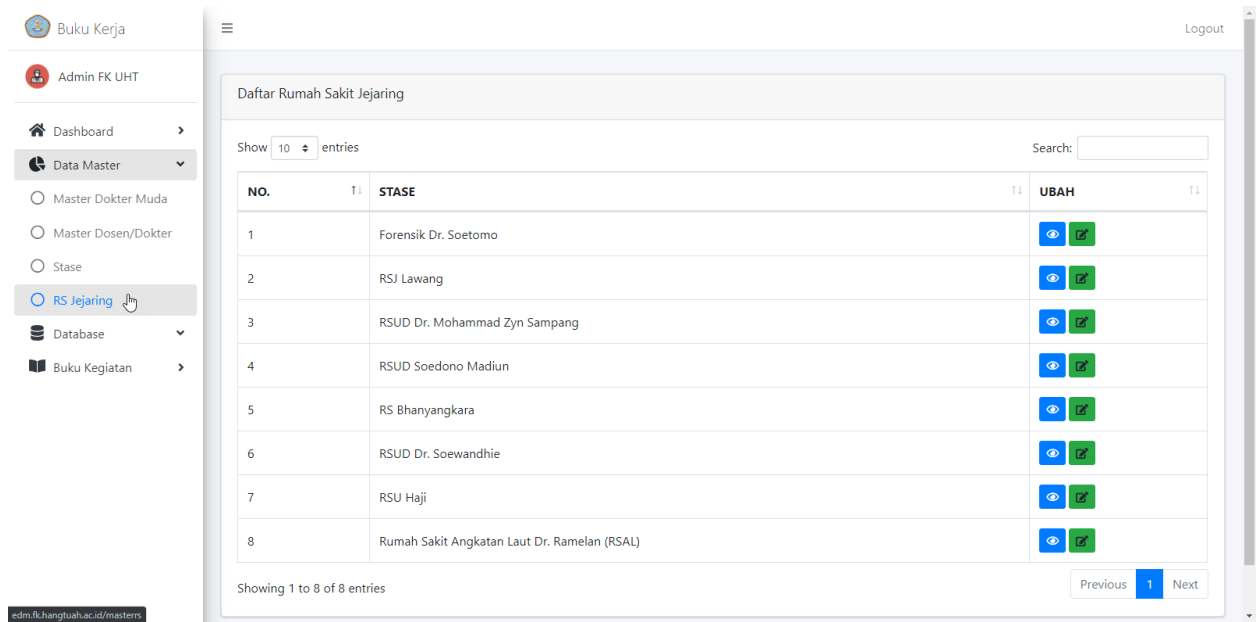 Buku Kerja
Logout
Admin FK UHT
Dashboard
Data Master
Master Dokter Muda
Master Dosen/Dokter
Stase
RS Jejaring
Database
Buku Kegiatan
Daftar Rumah Sakit Jejaring
Show 10 entries
Search:
NO. STASE UBAH
1 Forensik Dr. Soetomo
2 RSJ Lawang
3 RSUD Dr. Mohammad Zyn Sampang
4 RSUD Soedono Madiun
5 RS Bhanyangkara
6 RSUD Dr. Soewandhie
7 RSU Haji
8 Rumah Sakit Angkatan Laut Dr. Ramelan (RSAL)
Showing 1 to 8 of 8 entries
Previous 1 Next
edm.fk.hangtuah.ac.id/masterrs